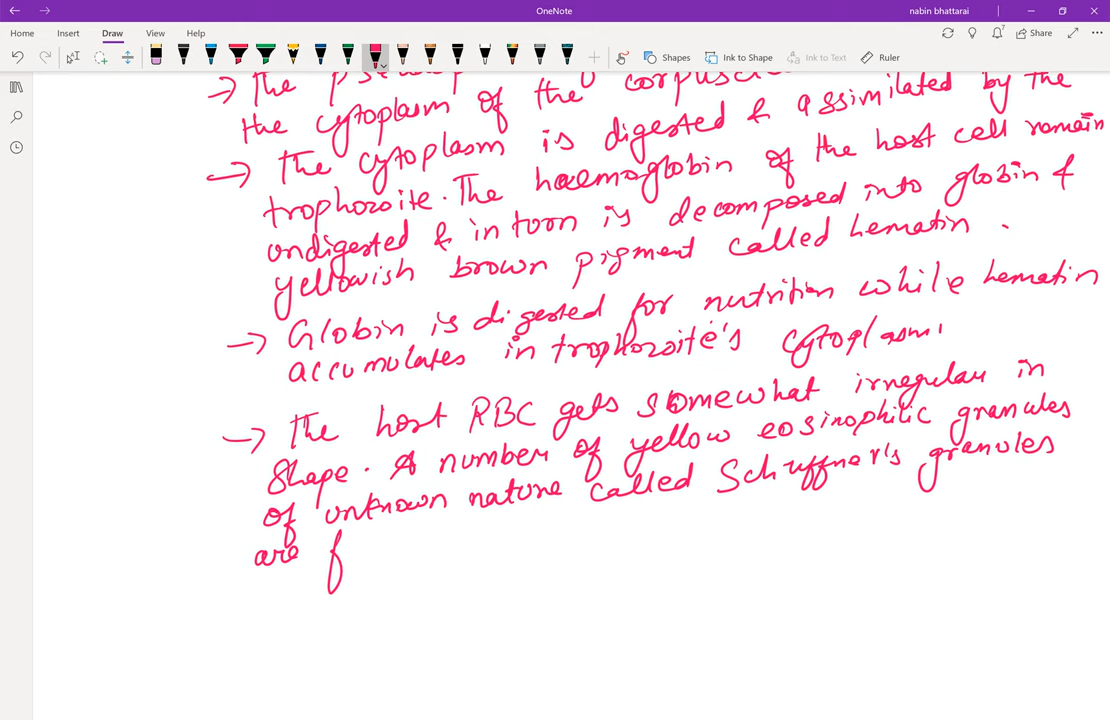 OneNote
nabin bhattarai
Home Insert Draw View Help
Share
Shapes Ink to Shape Ink to Text Ruler
→ The of the corpuscle
the cytoplasm
→ The cytoplasm is digested & assimilated by the
trophozoite. The haemoglobin of the host cell remain
undigested & in turn is decomposed into globin &
yellowish brown pigment called hematin.
→ Globin is digested for nutrition while hematin
accumulates in trophozoite's cytoplasm.
→ The host RBC gets somewhat irregular in
shape. A number of yellow eosinophilic granules
of unknown nature called Schuffner's granules
are f